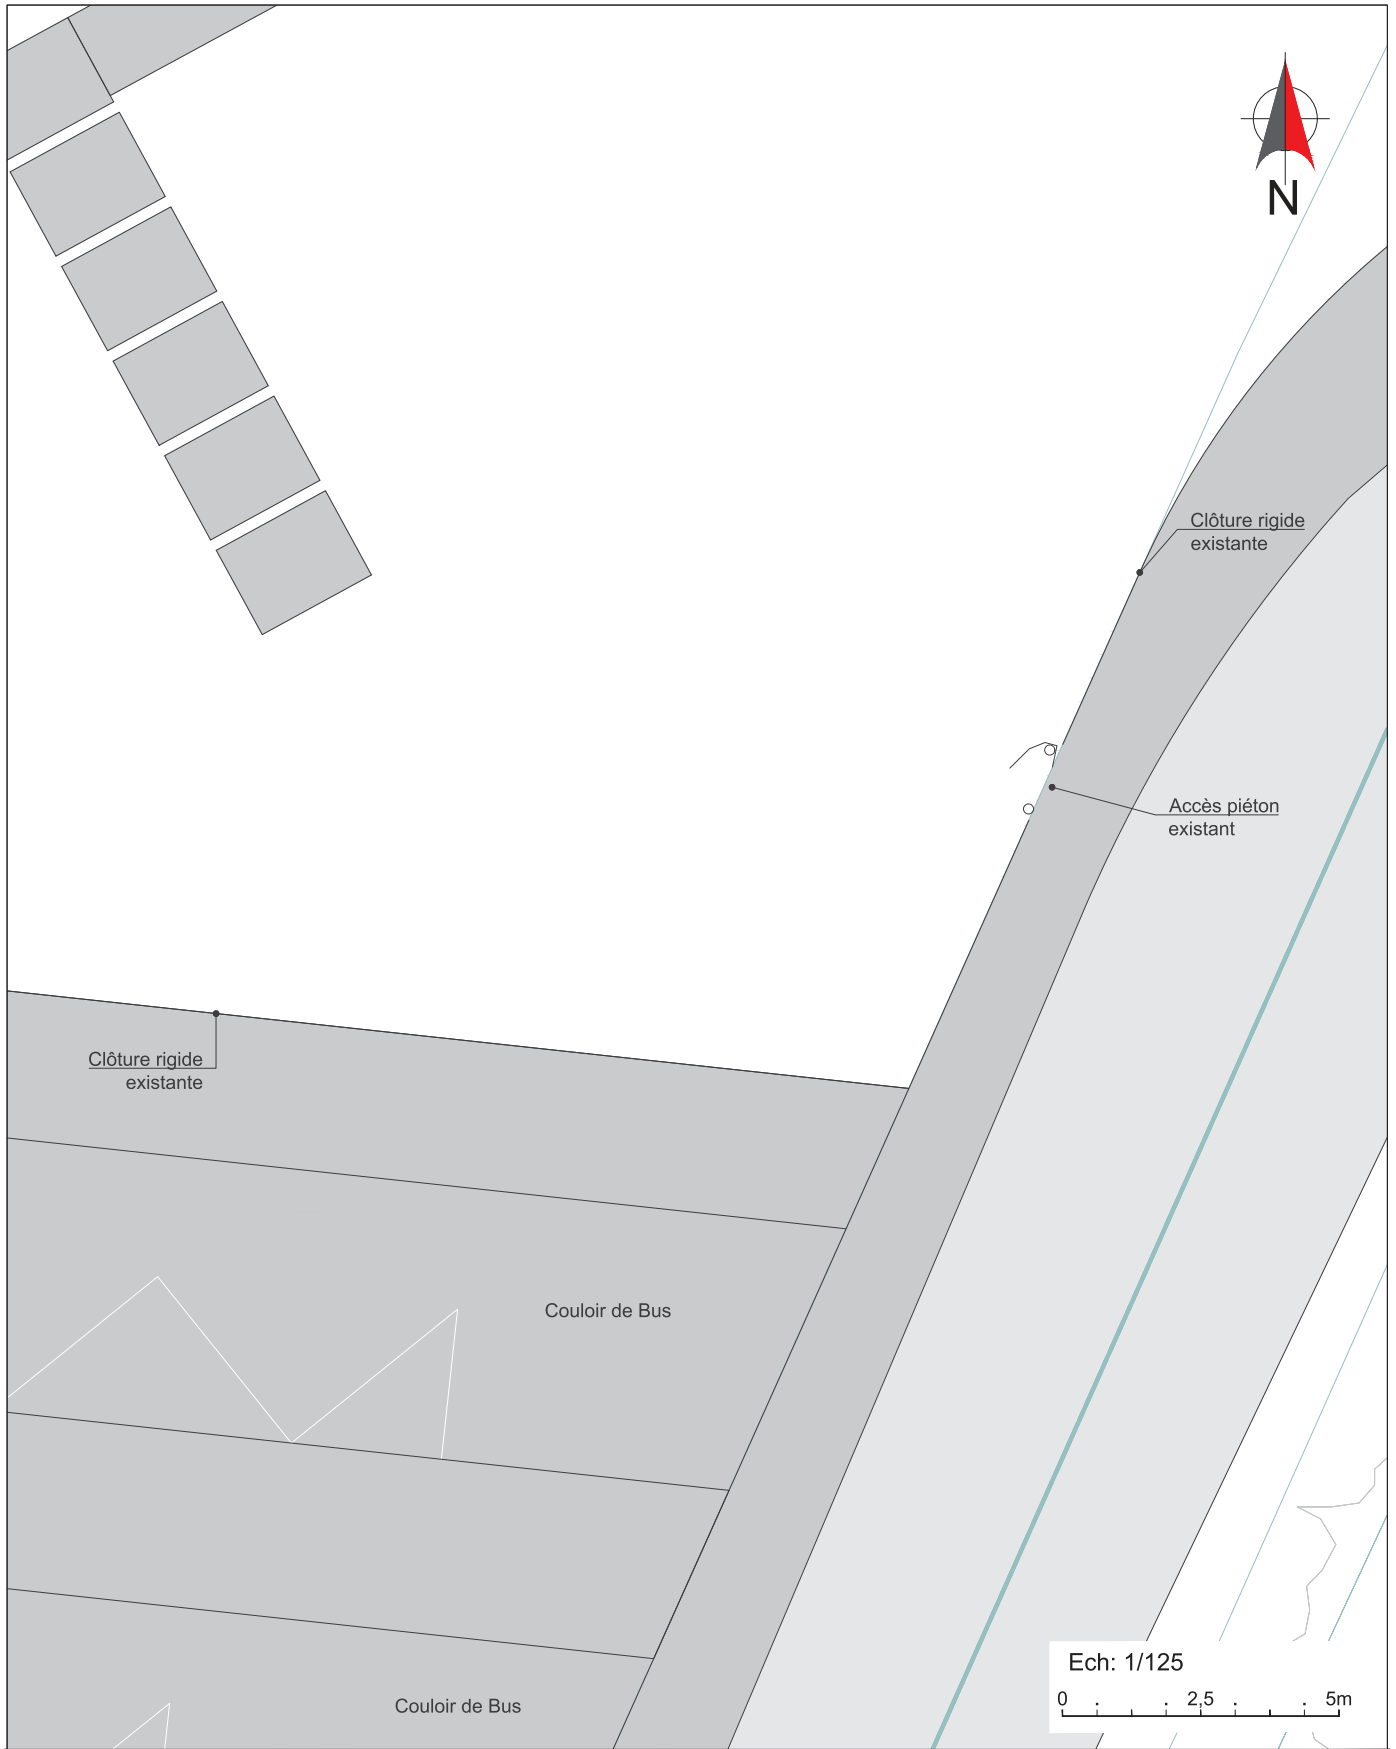 N
Clôture rigide
existante
Accès piéton
existant
Clôture rigide
existante
Couloir de Bus
Ech: 1/125
0 2,5 5m
Couloir de Bus